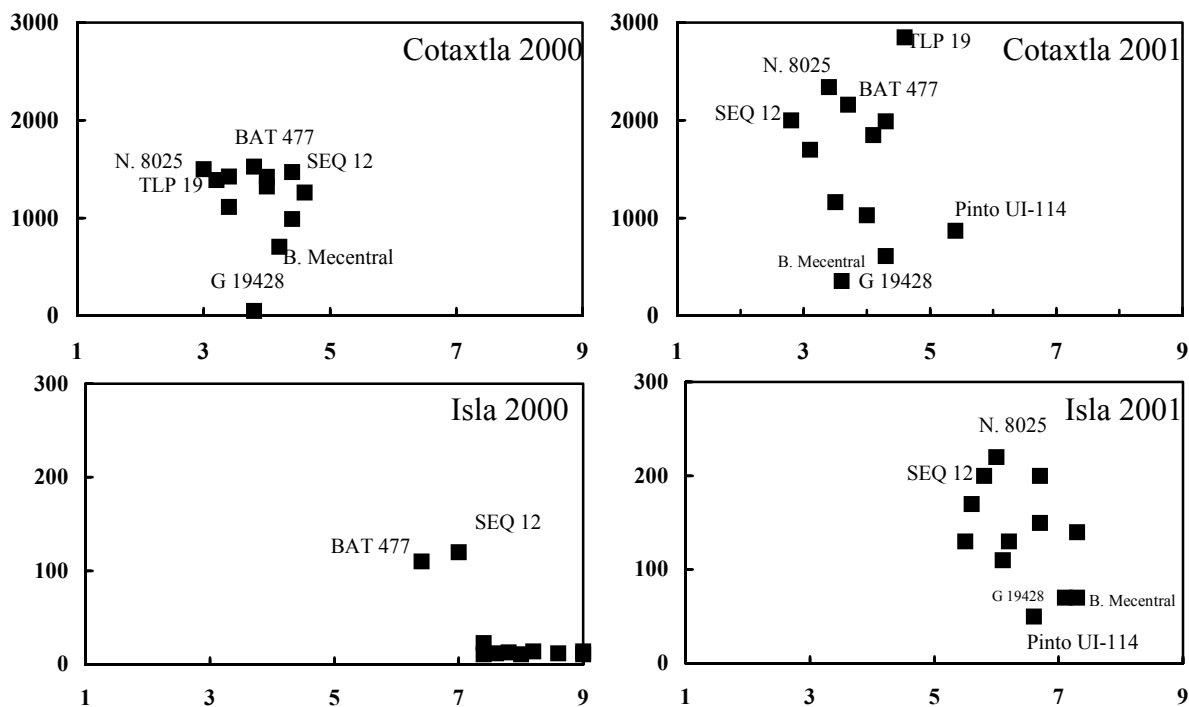 3000
Cotaxtla 2000
2000
BAT 477
N. 8025
SEQ 12
TLP 19
1000
B. Mecentral
G 19428
0
1 3 5 7 9
3000
TLP 19
Cotaxtla 2001
N. 8025
BAT 477
SEQ 12
2000
1000
Pinto UI-114
B. Mecentral
G 19428
0
1 3 5 7 9
300
Isla 2000
200
SEQ 12
BAT 477
100
0
1 3 5 7 9
300
Isla 2001
N. 8025
SEQ 12
200
100
G 19428
B. Mecentral
Pinto UI-114
0
1 3 5 7 9